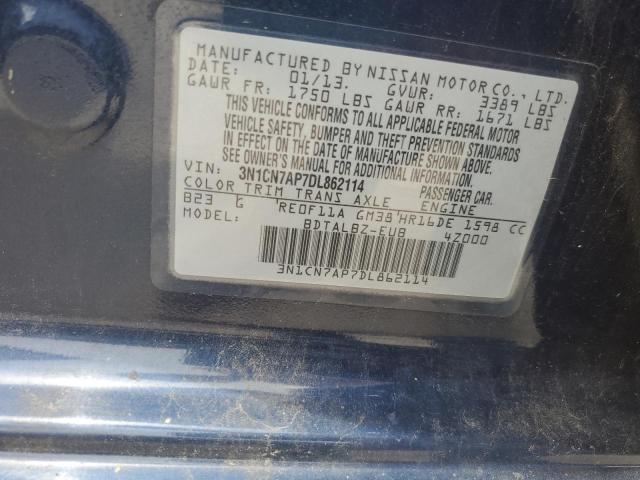 MANUFACTURED BY NISSAN MOTOR CO., LTD.
DATE: 01/13. GVWR: 3389 LBS
GAWR FR: 1750 LBS GAWR RR: 1671 LBS
THIS VEHICLE CONFORMS TO ALL APPLICABLE FEDERAL MOTOR
VEHICLE SAFETY, BUMPER AND THEFT PREVENTION STANDARDS
IN EFFECT ON THE DATE OF MANUFACTURE SHOWN ABOVE.
SEE OWNER'S MANUAL FOR ADDITIONAL INFORMATION.
VIN: 3N1CN7AP7DL862114 PASSENGER CAR.
COLOR TRIM TRANS AXLE ENGINE
B23 G RE0F11A GM38 HR16DE 1598 CC
MODEL: BDTALBZ-EUB 4Z000
3N1CN7AP7DL862114